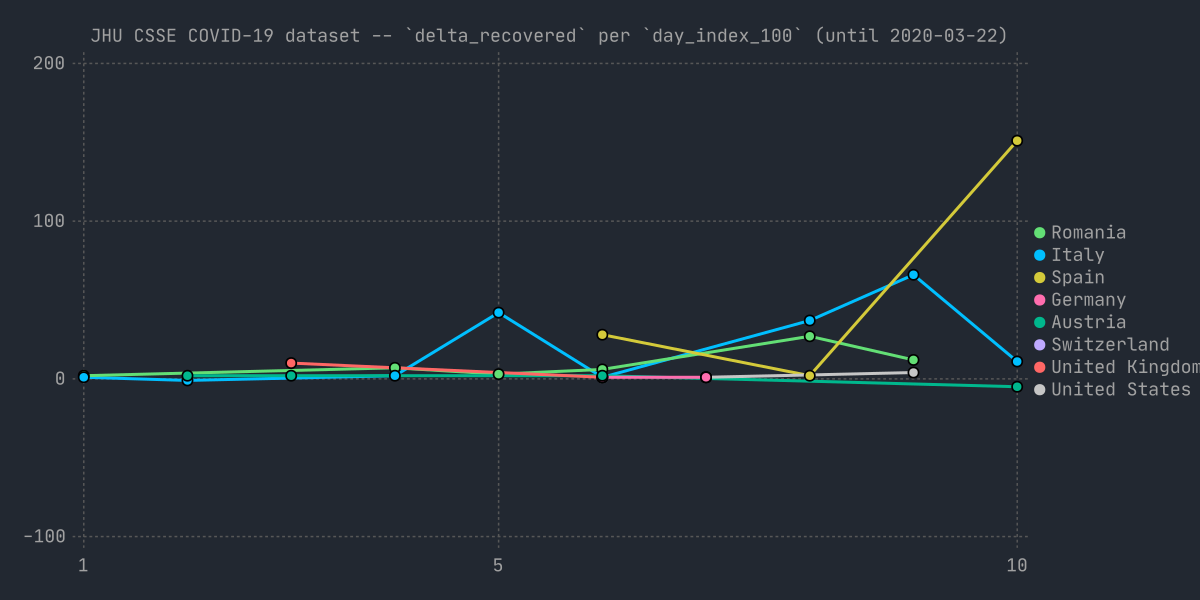 JHU CSSE COVID-19 dataset -- `delta_recovered` per `day_index_100` (until 2020-03-22)
200
100
0
-100
1 5 10
Romania
Italy
Spain
Germany
Austria
Switzerland
United Kingdom
United States